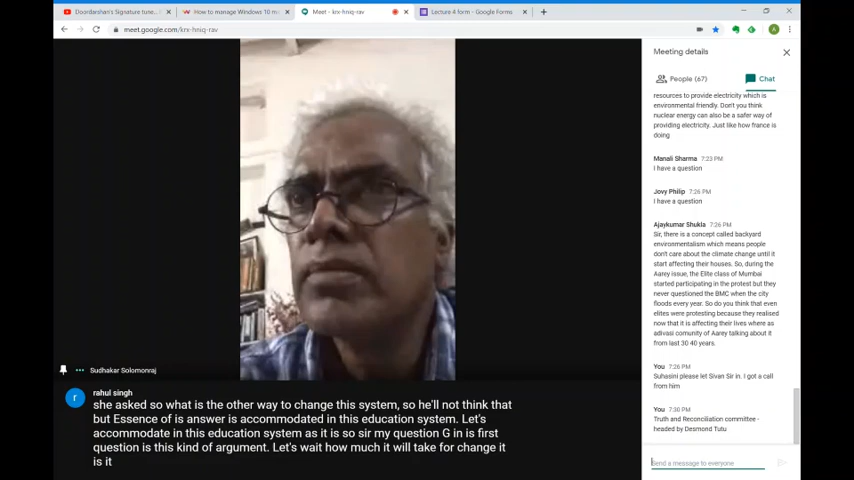 Doordarshan's Signature tune...
How to manage Windows 10 n
Meet - krx-hniq-rav
Lecture 4 form - Google Forms
meet.google.com/krx-hniq-rav
A
Meeting details
People (67)
Chat
resources to provide electricity which is
environmental friendly. Don't you think
nuclear energy can also be a safer way of
providing electricity. Just like how france is
doing
Manali Sharma 7:23 PM
I have a question
Jovy Philip 7:26 PM
I have a question
Ajaykumar Shukla 7:26 PM
Sir, there is a concept called backyard
environmentalism which means people
don't care about the climate change until it
start affecting their houses. So, during the
Aarey issue, the Elite class of Mumbai
started participating in the protest but they
never questioned the BMC when the city
floods every year. So do you think that even
elites were protesting because they realised
now that it is affecting their lives where as
adivasi comunity of Aarey talking about it
from last 30 40 years.
You 7:26 PM
Suhasini please let Sivan Sir in. I got a call
from him
You 7:30 PM
Truth and Reconciliation committee -
headed by Desmond Tutu
Send a message to everyone
Sudhakar Solomonraj
r
rahul singh
she asked so what is the other way to change this system, so he'll not think that
but Essence of is answer is accommodated in this education system. Let's
accommodate in this education system as it is so sir my question G in is first
question is this kind of argument. Let's wait how much it will take for change it
is it